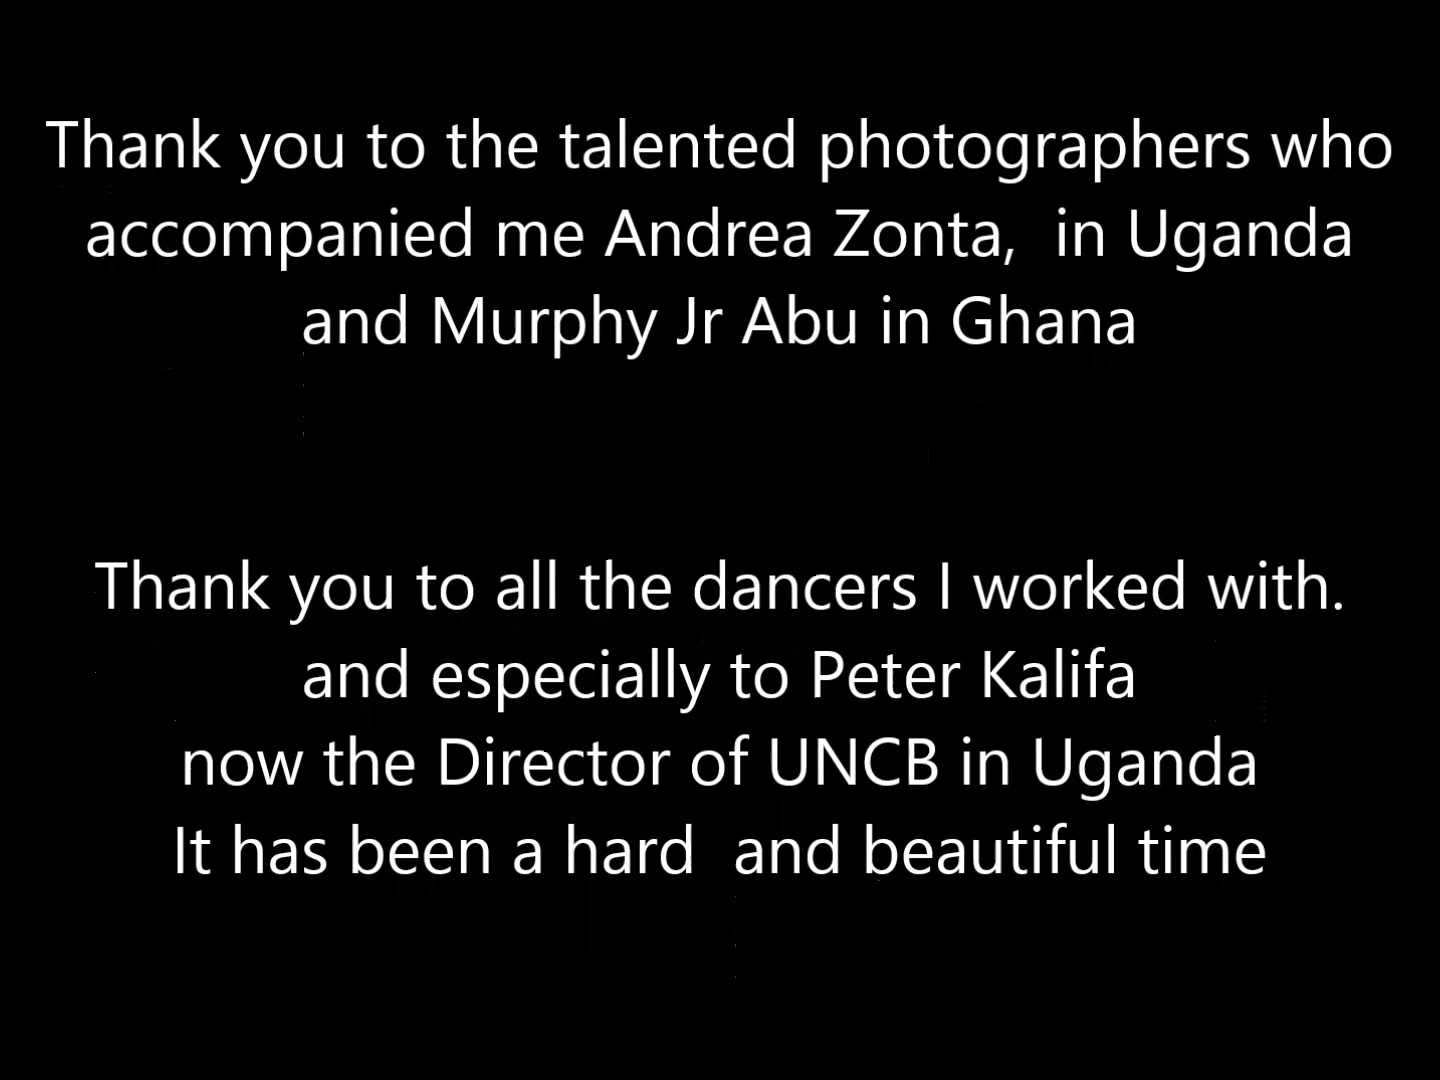 Thank you to the talented photographers who
accompanied me Andrea Zonta,  in Uganda
and Murphy Jr Abu in Ghana
Thank you to all the dancers I worked with.
and especially to Peter Kalifa
now the Director of UNCB in Uganda
It has been a hard  and beautiful time